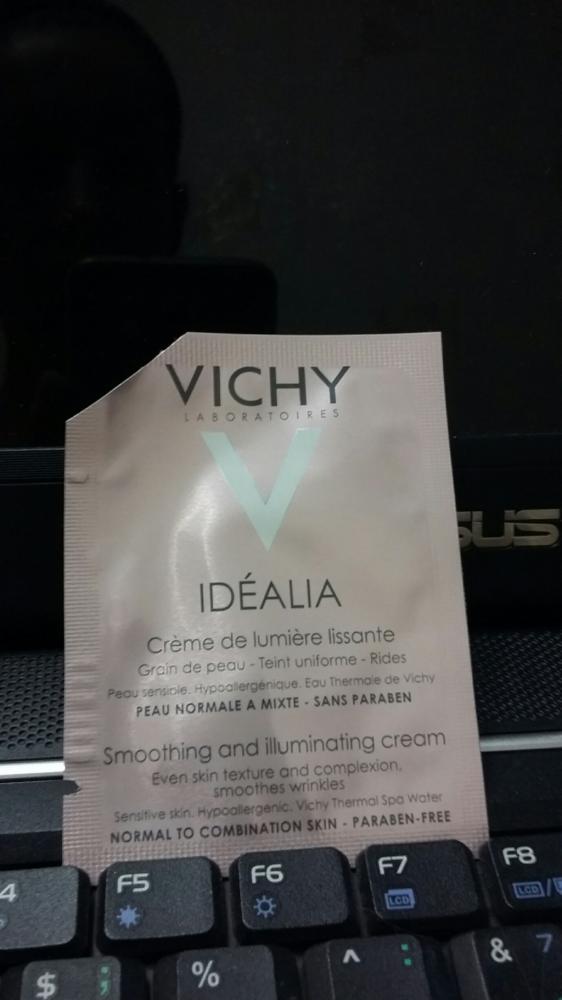 VICHY
LABORATOIRES
V
IDÉALIA
Crème de lumière lissante
Grain de peau - Teint uniforme - Rides
Peau sensible. Hypoallergénique. Eau Thermale de Vichy
PEAU NORMALE A MIXTE - SANS PARABEN
Smoothing and illuminating cream
Even skin texture and complexion,
smoothes wrinkles
Sensitive skin. Hypoallergenic. Vichy Thermal Spa Water
NORMAL TO COMBINATION SKIN - PARABEN-FREE
SUS
4 F5 F6 F7 F8
LCD LCD/
$ ; % ^ : & 7